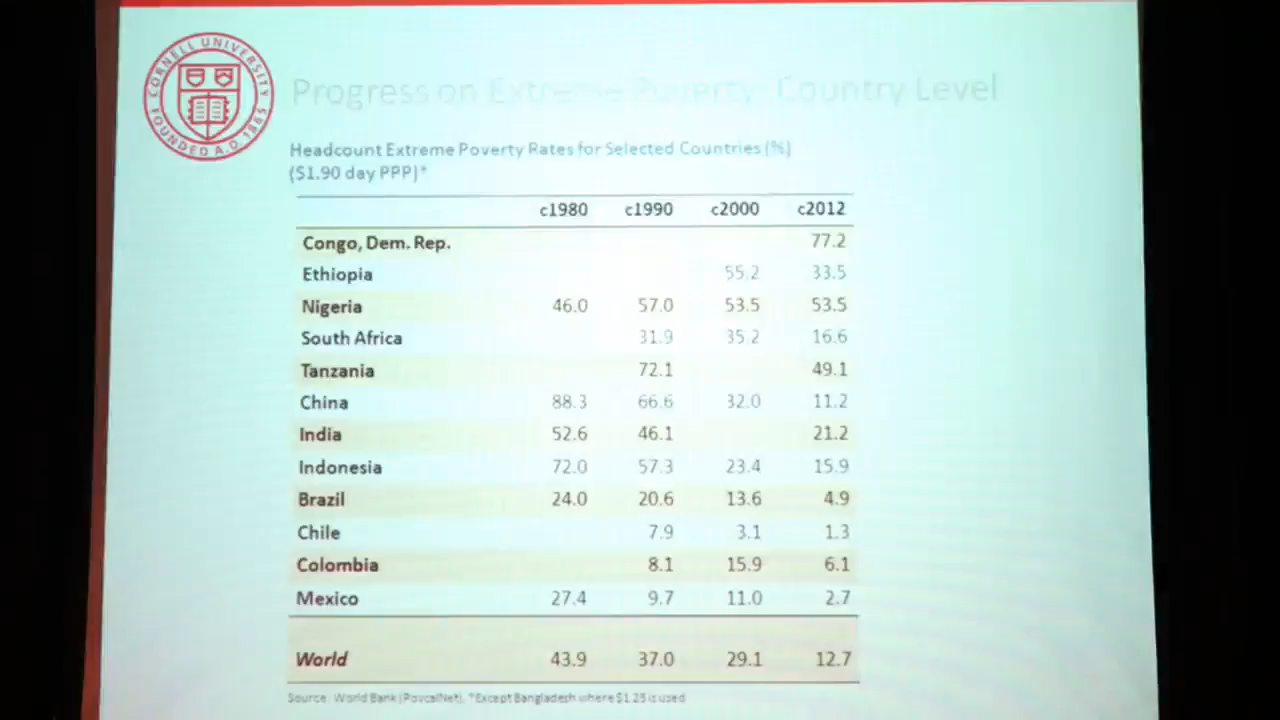 CORNELL UNIVERSITY
FOUNDED A.D. 1865
Progress on Extreme Poverty: Country Level
Headcount Extreme Poverty Rates for Selected Countries (%)
($1.90 day PPP)*
c1980 c1990 c2000 c2012
Congo, Dem. Rep. 77.2
Ethiopia 55.2 33.5
Nigeria 46.0 57.0 53.5 53.5
South Africa 31.9 35.2 16.6
Tanzania 72.1 49.1
China 88.3 66.6 32.0 11.2
India 52.6 46.1 21.2
Indonesia 72.0 57.3 23.4 15.9
Brazil 24.0 20.6 13.6 4.9
Chile 7.9 3.1 1.3
Colombia 8.1 15.9 6.1
Mexico 27.4 9.7 11.0 2.7
World 43.9 37.0 29.1 12.7
Source: World Bank (PovcalNet), *Except Bangladesh where $1.25 is used